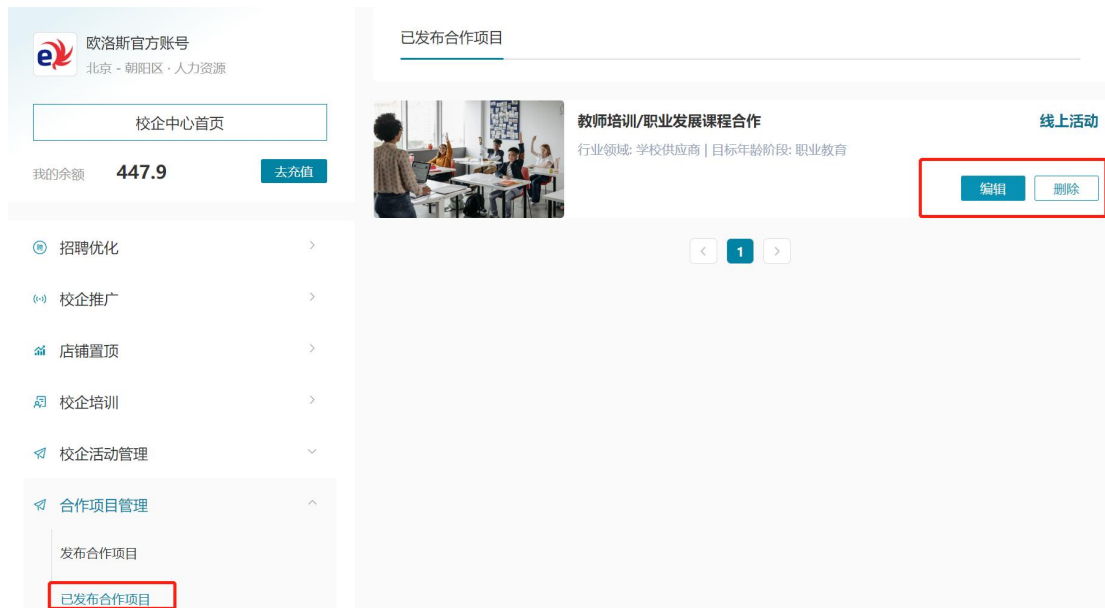 欧洛斯官方账号
北京 - 朝阳区 · 人力资源
校企中心首页
我的余额 447.9 去充值
招聘优化
校企推广
店铺置顶
校企培训
校企活动管理
合作项目管理
发布合作项目
已发布合作项目
已发布合作项目
教师培训/职业发展课程合作
线上活动
行业领域: 学校供应商 | 目标年龄阶段: 职业教育
编辑 删除
1